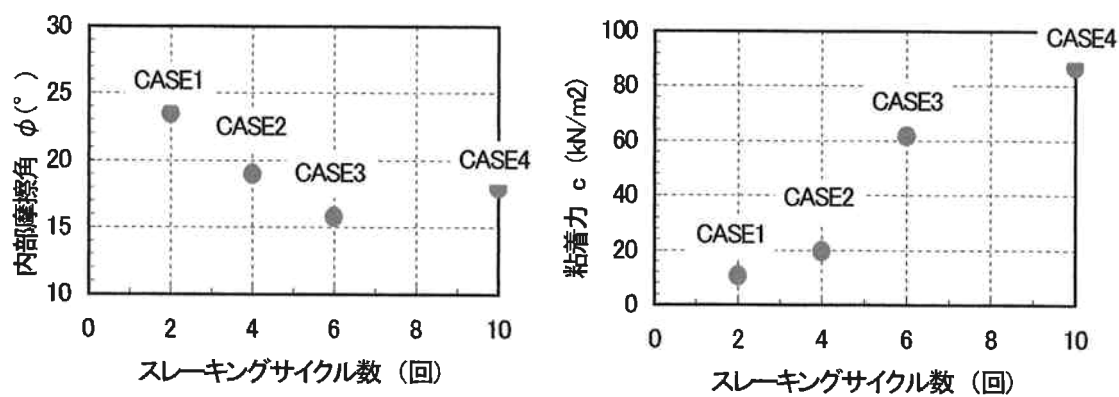 内部摩擦角 φ(°)
30
25
20
15
10
CASE1
CASE2
CASE3
CASE4
0 2 4 6 8 10
スレーキングサイクル数 (回)
粘着力 c (kN/m2)
100
80
60
40
20
0
CASE4
CASE3
CASE2
CASE1
0 2 4 6 8 10
スレーキングサイクル数 (回)